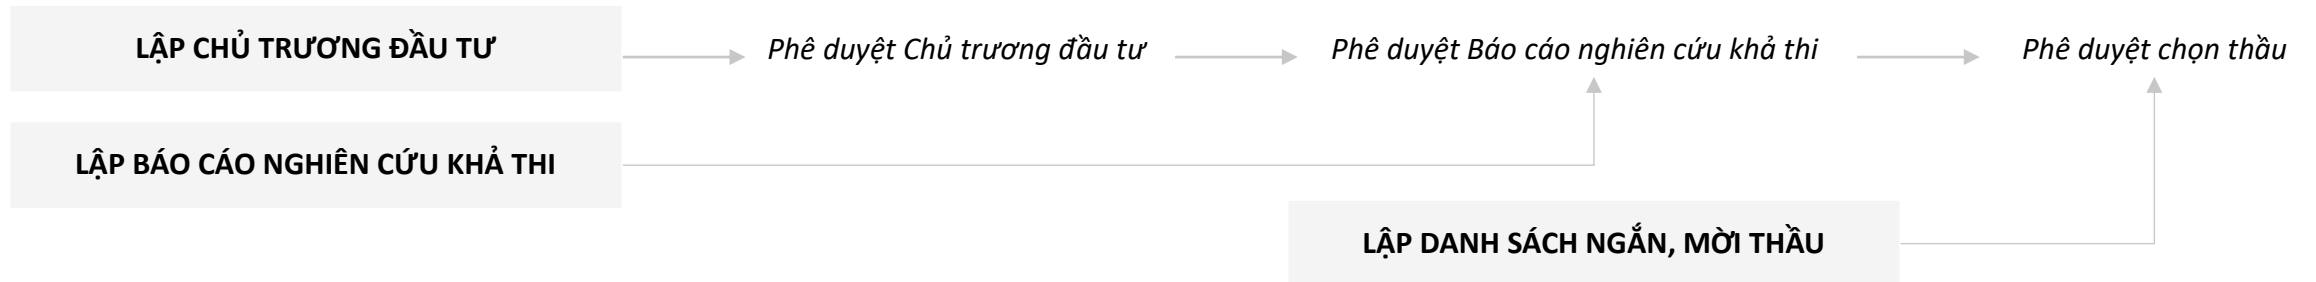 LẬP CHỦ TRƯƠNG ĐẦU TƯ
Phê duyệt Chủ trương đầu tư
Phê duyệt Báo cáo nghiên cứu khả thi
Phê duyệt chọn thầu
LẬP BÁO CÁO NGHIÊN CỨU KHẢ THI
LẬP DANH SÁCH NGẮN, MỜI THẦU